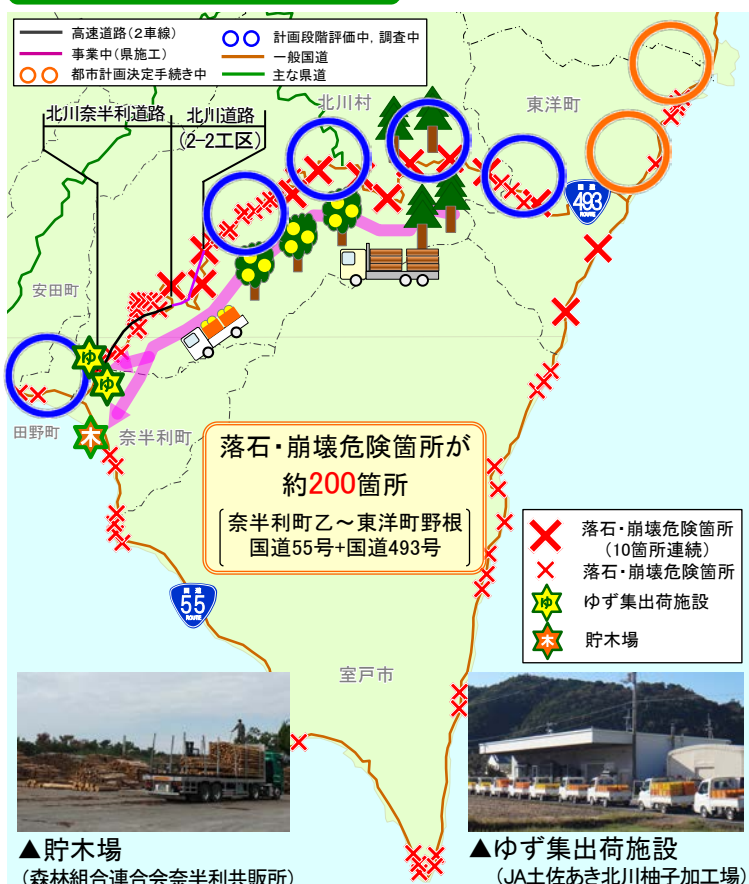 高速道路(2車線)
事業中(県施工)
都市計画決定手続き中
計画段階評価中, 調査中
一般国道
主な県道
北川奈半利道路
北川道路
(2-2工区)
北川村
東洋町
国道
493
ROUTE
安田町
ゆ
ゆ
田野町
木
奈半利町
落石・崩壊危険箇所が
約200箇所
奈半利町乙～東洋町野根
国道55号+国道493号
落石・崩壊危険箇所
(10箇所連続)
落石・崩壊危険箇所
ゆ
ゆず集出荷施設
木
貯木場
国道
55
ROUTE
室戸市
▲貯木場
(森林組合連合会奈半利共販所)
▲ゆず集出荷施設
(JA土佐あき北川柚子加工場)